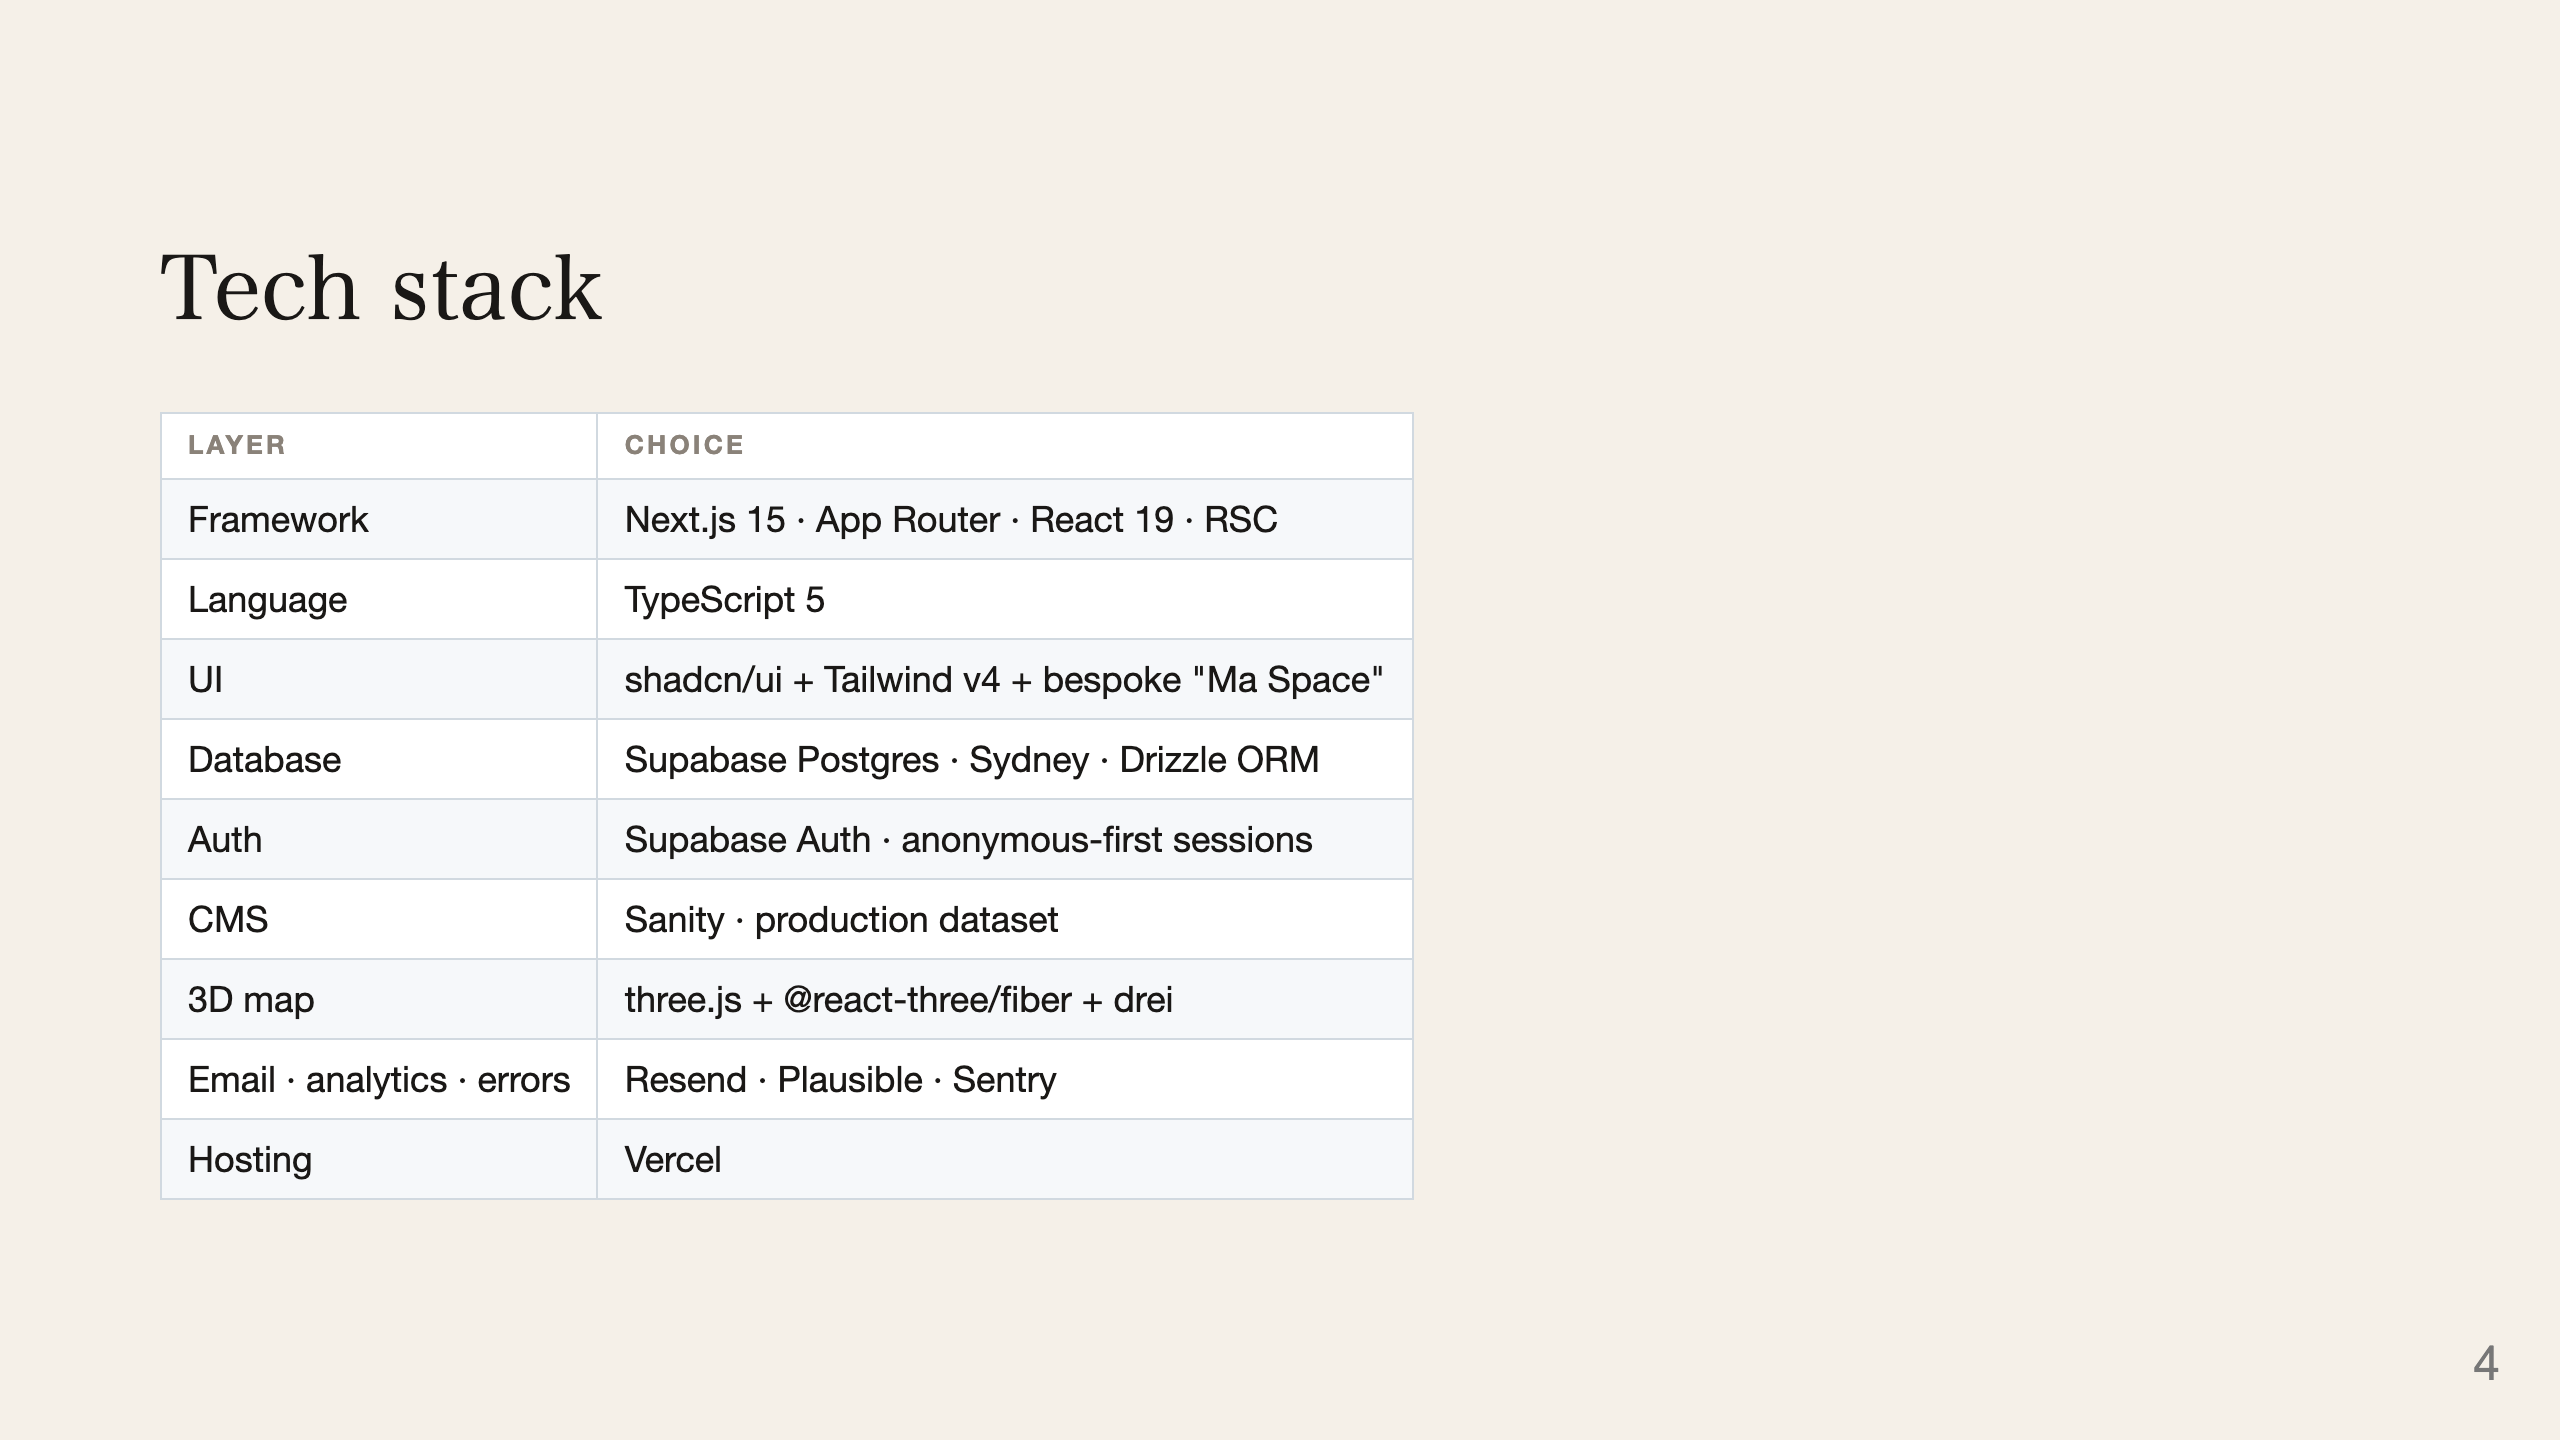 Tech stack
LAYER CHOICE
Framework Next.js 15 · App Router · React 19 · RSC
Language TypeScript 5
UI shadcn/ui + Tailwind v4 + bespoke "Ma Space"
Database Supabase Postgres · Sydney · Drizzle ORM
Auth Supabase Auth · anonymous-first sessions
CMS Sanity · production dataset
3D map three.js + @react-three/fiber + drei
Email · analytics · errors Resend · Plausible · Sentry
Hosting Vercel
4